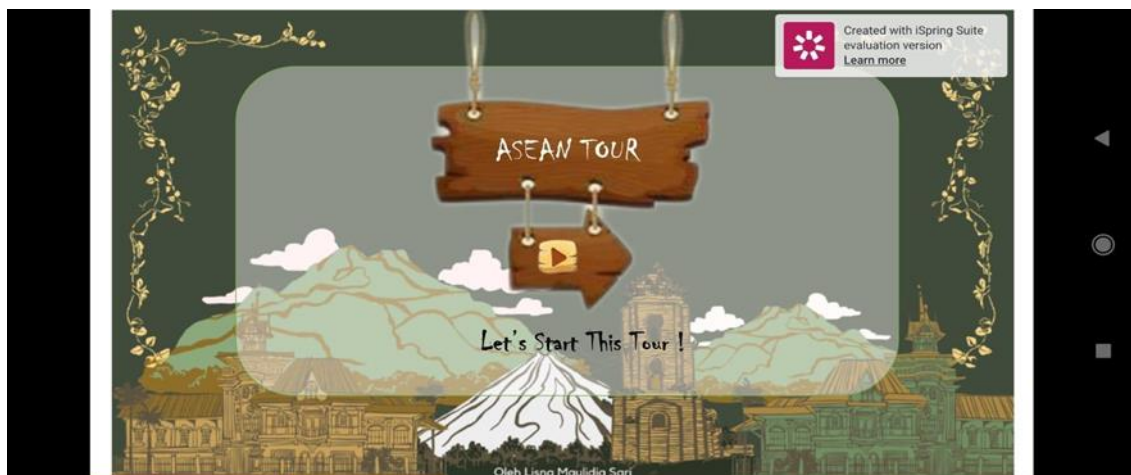 Created with iSpring Suite
evaluation version
Learn more
ASEAN TOUR
Let's Start This Tour !
Oleh Lisna Maulidia Sari